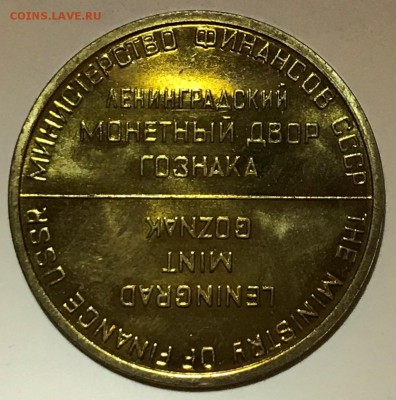 COINS.LAVE.RU
МИНИСТЕРСТВО ФИНАНСОВ СССР
ЛЕНИНГРАДСКИЙ
МОНЕТНЫЙ ДВОР
ГОЗНАКА
THE MINISTRY OF FINANCE USSR
LENINGRAD
MINT
GOZNAK